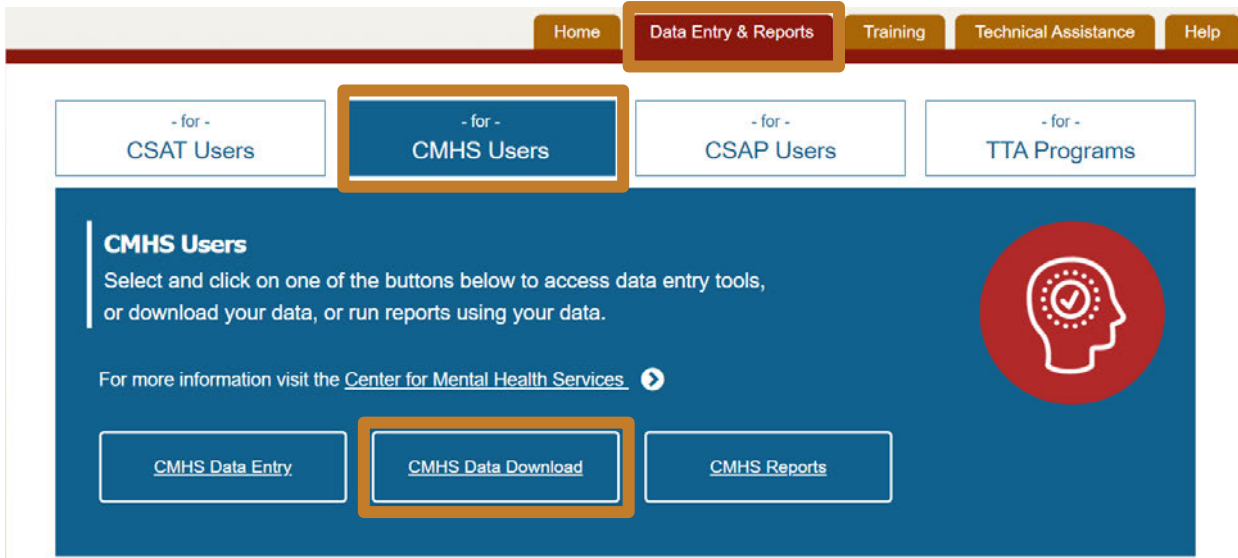 Home Data Entry & Reports Training Technical Assistance Help
- for -
CSAT Users
- for -
CMHS Users
- for -
CSAP Users
- for -
TTA Programs
CMHS Users
Select and click on one of the buttons below to access data entry tools,
or download your data, or run reports using your data.
For more information visit the Center for Mental Health Services
CMHS Data Entry
CMHS Data Download
CMHS Reports